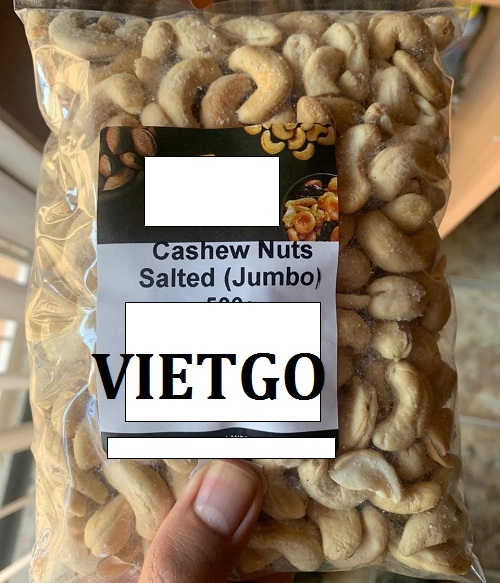 Cashew Nuts
Salted (Jumbo)
VIETGO